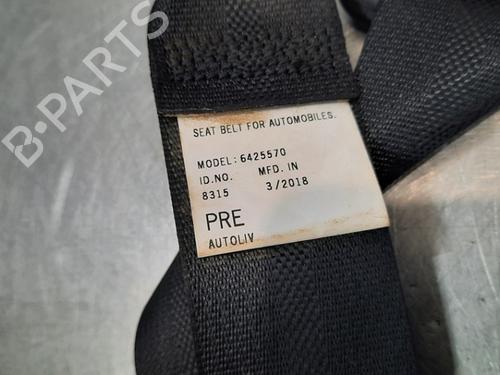 B-PARTS
SEAT BELT FOR AUTOMOBILES.
MODEL: 6425570
ID.NO. MFD. IN
8315 3/2018
PRE
AUTOLIV